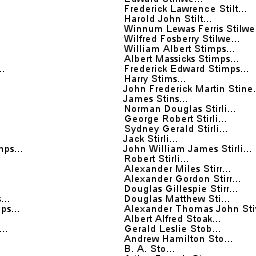 Frederick Lawrence Stilt...
Harold John Stilt...
Winnum Lewas Ferris Stilwe
Wilfred Fosberry Stilwe...
William Albert Stimps...
Albert Massicks Stimps...
..
Frederick Edward Stimps...
Harry Stims...
John Frederick Martin Stine.
James Stins...
Norman Douglas Stirli...
George Robert Stirli...
Sydney Gerald Stirli...
Jack Stirli...
mps...
John William James Stirli...
Robert Stirli...
Alexander Miles Stirr...
Alexander Gordon Stirr...
Douglas Gillespie Stirr...
...
Douglas Matthew Sti...
ps...
Alexander Thomas John Sti
Albert Alfred Stoak...
...
Gerald Leslie Stob...
Andrew Hamilton Sto...
B. A. Sto...